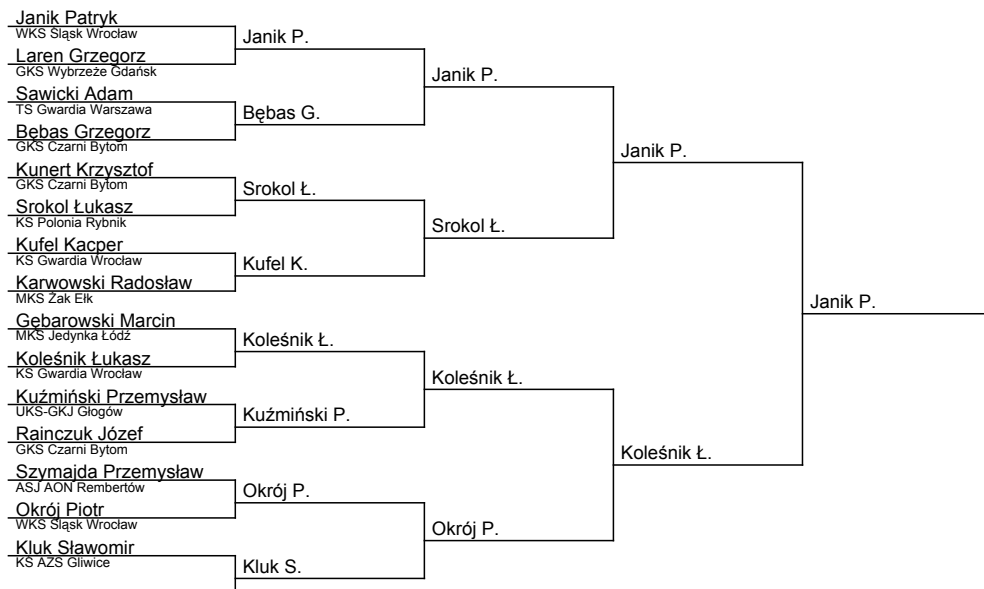 Janik Patryk
WKS Śląsk Wrocław
Laren Grzegorz
GKS Wybrzeże Gdańsk
Sawicki Adam
TS Gwardia Warszawa
Bębas Grzegorz
GKS Czarni Bytom
Kunert Krzysztof
GKS Czarni Bytom
Srokol Łukasz
KS Polonia Rybnik
Kufel Kacper
KS Gwardia Wrocław
Karwowski Radosław
MKS Żak Ełk
Gębarowski Marcin
MKS Jedynka Łódź
Koleśnik Łukasz
KS Gwardia Wrocław
Kuźmiński Przemysław
UKS-GKJ Głogów
Rainczuk Józef
GKS Czarni Bytom
Szymajda Przemysław
ASJ AON Rembertów
Okrój Piotr
WKS Śląsk Wrocław
Kluk Sławomir
KS AZS Gliwice
Janik P.
Bębas G.
Srokol Ł.
Kufel K.
Koleśnik Ł.
Kuźmiński P.
Okrój P.
Kluk S.
Janik P.
Srokol Ł.
Koleśnik Ł.
Okrój P.
Janik P.
Koleśnik Ł.
Janik P.